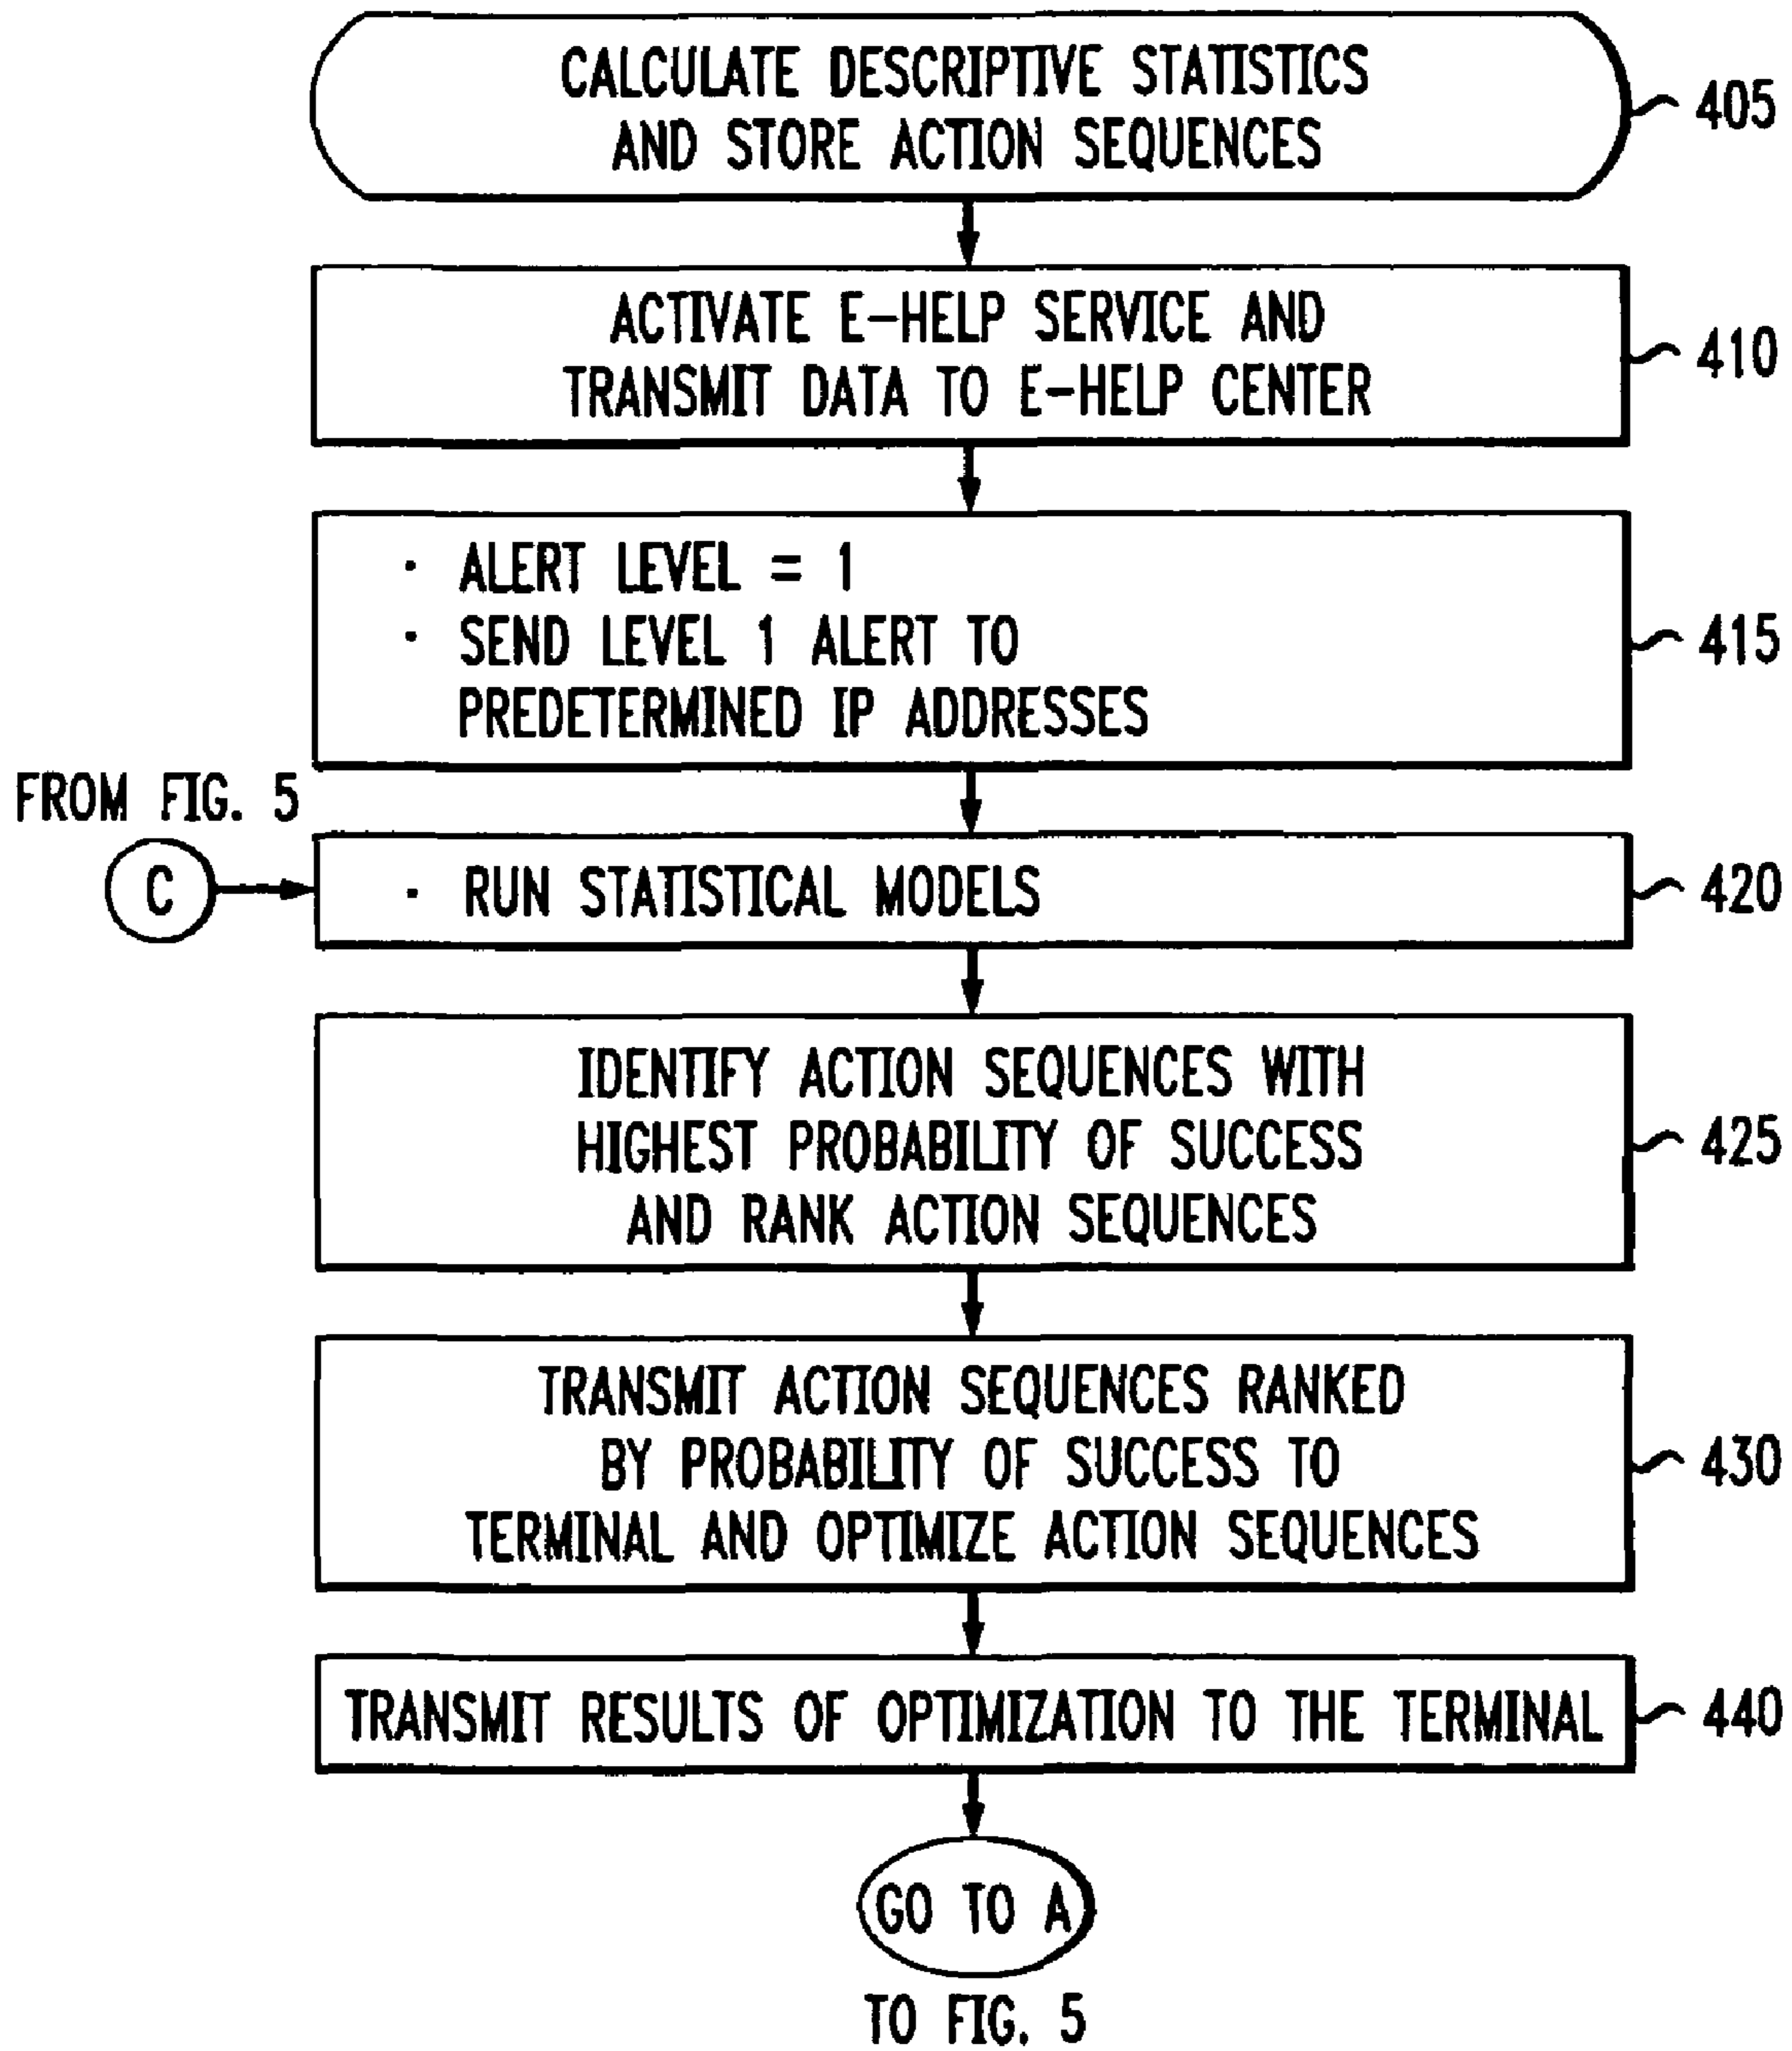 CALCULATE DESCRIPTIVE STATISTICS
AND STORE ACTION SEQUENCES
405
ACTIVATE E-HELP SERVICE AND
TRANSMIT DATA TO E-HELP CENTER
410
· ALERT LEVEL = 1
· SEND LEVEL 1 ALERT TO
PREDETERMINED IP ADDRESSES
415
FROM FIG. 5
C
· RUN STATISTICAL MODELS
420
IDENTIFY ACTION SEQUENCES WITH
HIGHEST PROBABILITY OF SUCCESS
AND RANK ACTION SEQUENCES
425
TRANSMIT ACTION SEQUENCES RANKED
BY PROBABILITY OF SUCCESS TO
TERMINAL AND OPTIMIZE ACTION SEQUENCES
430
TRANSMIT RESULTS OF OPTIMIZATION TO THE TERMINAL
440
GO TO A
TO FIG. 5